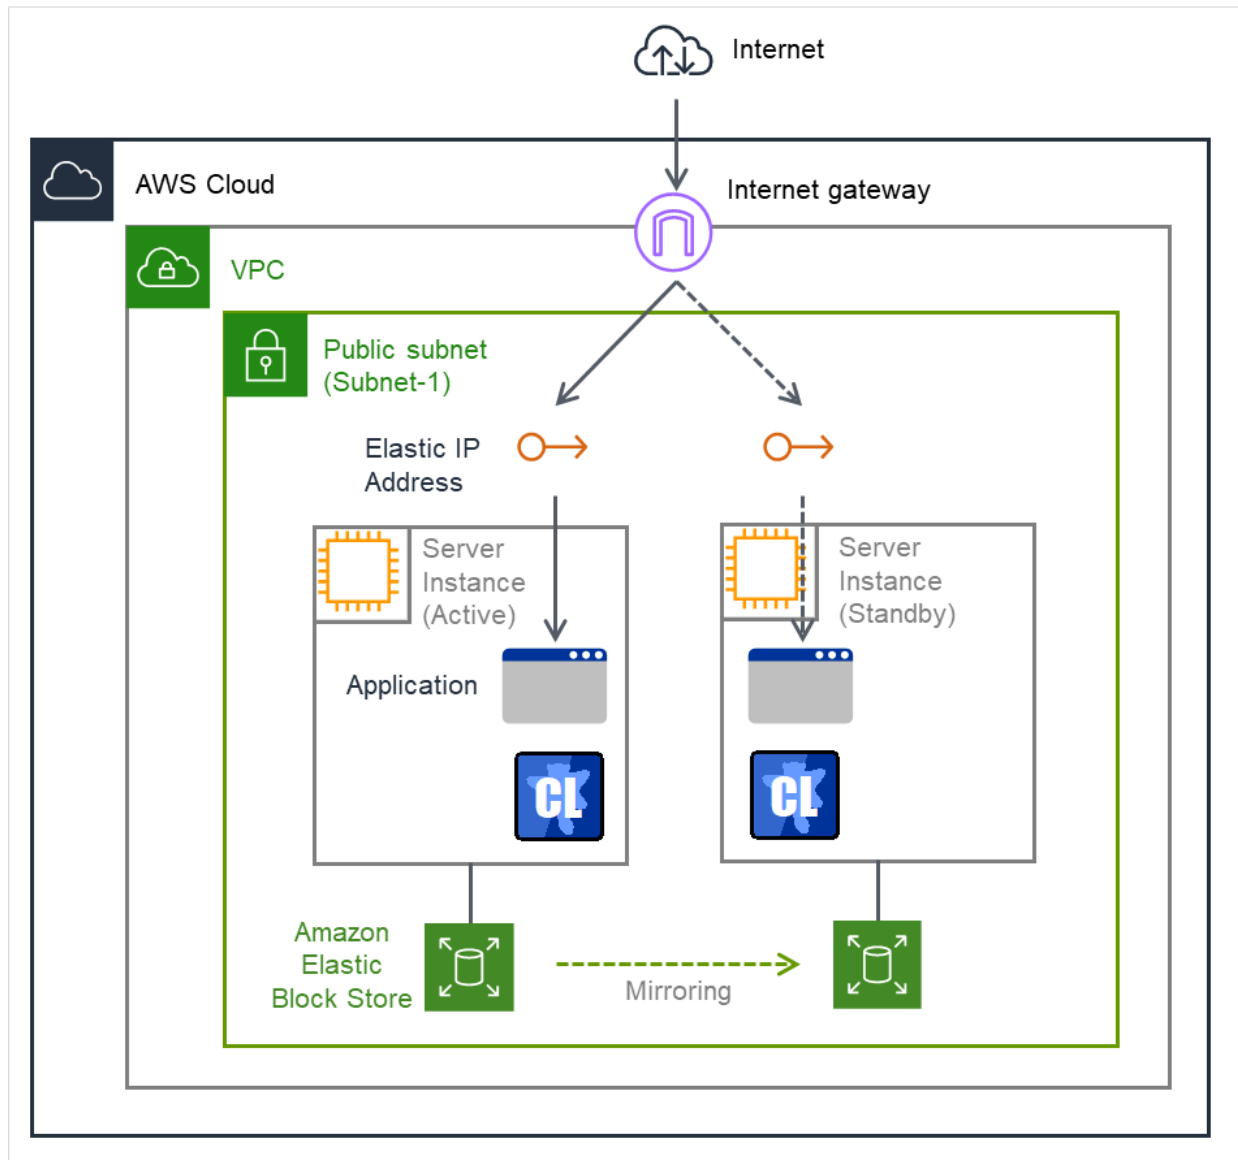 Internet
AWS Cloud
Internet gateway
VPC
Public subnet
(Subnet-1)
Elastic IP
Address
Server
Instance
(Active)
Server
Instance
(Standby)
Application
CL
CL
Amazon
Elastic
Block Store
Mirroring